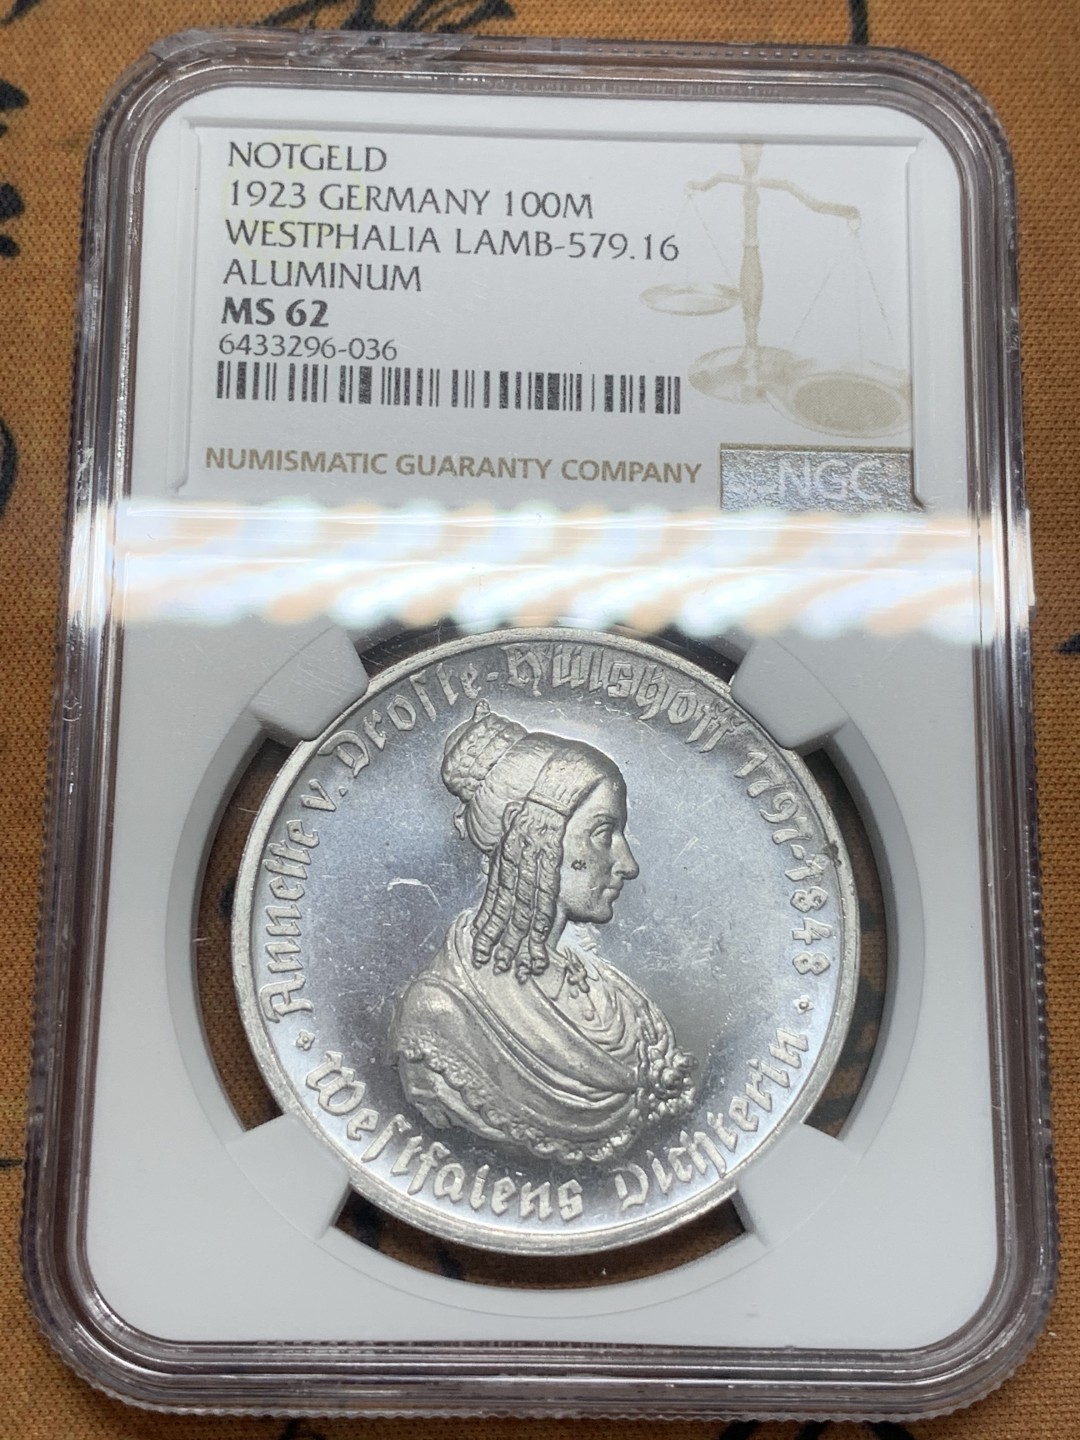 NOTGELD
1923 GERMANY 100M
WESTPHALIA LAMB-579.16
ALUMINUM
MS 62
6433296-036
NUMISMATIC GUARANTY COMPANY
NGC
Annette v. Droste-Hülshoff 1797-1848
Westfalens Dichterin